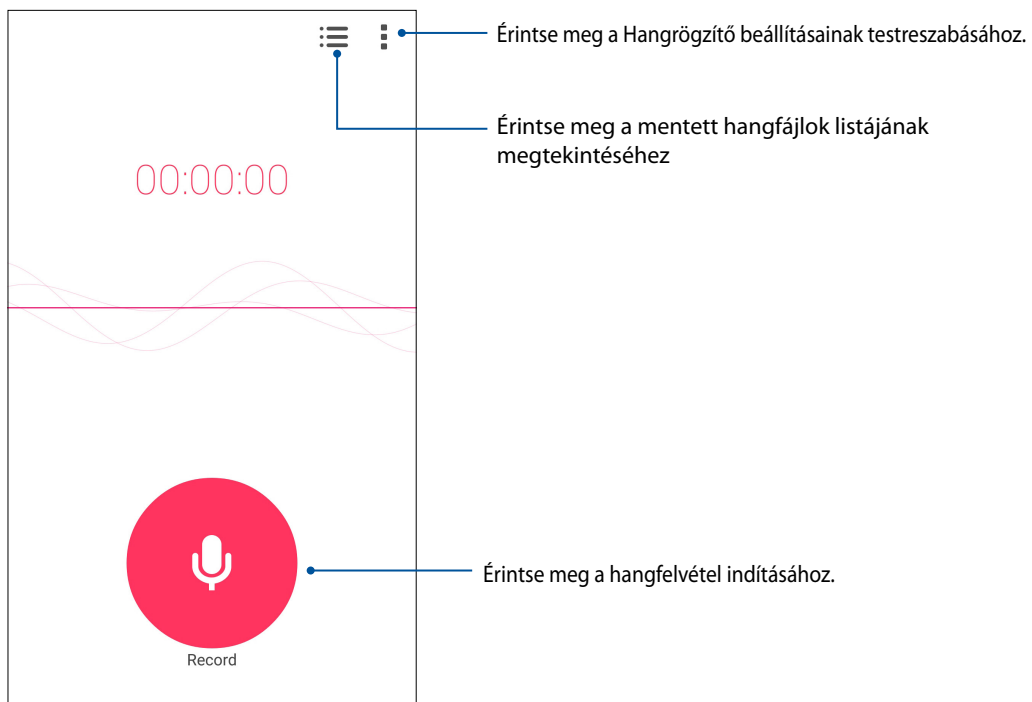 Érintse meg a Hangrögzítő beállításainak testreszabásához.
Érintse meg a mentett hangfájlok listájának
megtekintéséhez
00:00:00
Érintse meg a hangfelvétel indításához.
Record